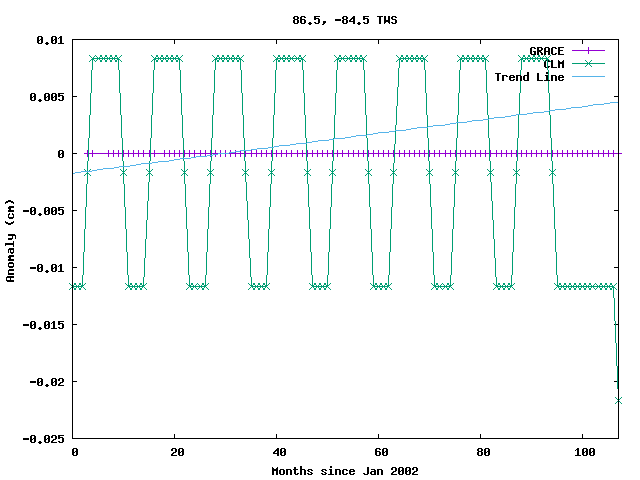 86.5, -84.5 TWS
GRACE
CLM
Trend Line
0.01
0.005
0
-0.005
-0.01
-0.015
-0.02
-0.025
Anomaly (cm)
0 20 40 60 80 100
Months since Jan 2002